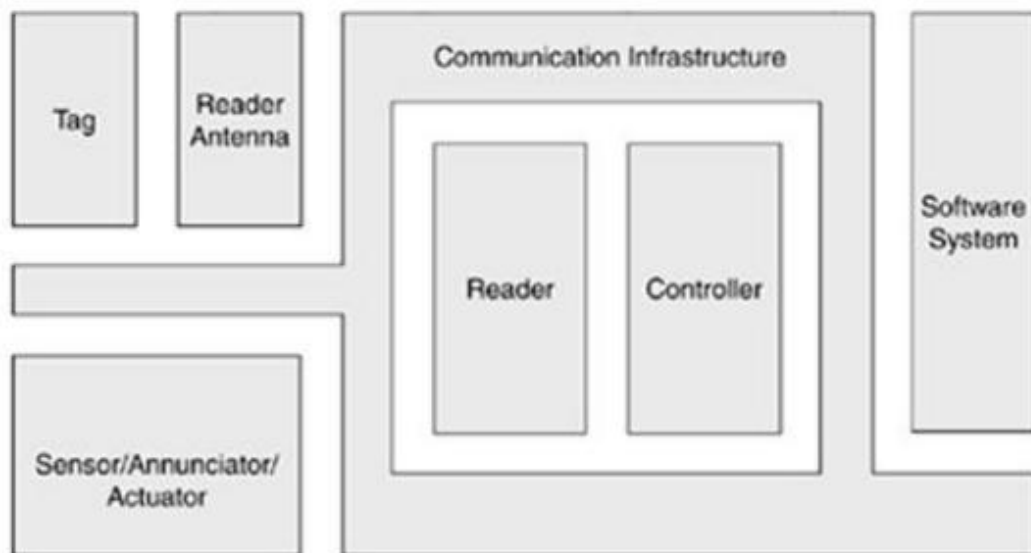 Communication Infrastructure
Tag
Reader
Antenna
Reader
Controller
Software
System
Sensor/Annunciator/
Actuator